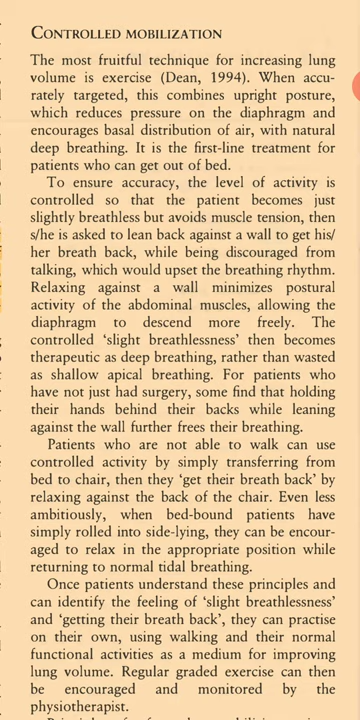 CONTROLLED MOBILIZATION
The most fruitful technique for increasing lung
volume is exercise (Dean, 1994). When accu-
rately targeted, this combines upright posture,
which reduces pressure on the diaphragm and
encourages basal distribution of air, with natural
deep breathing. It is the first-line treatment for
patients who can get out of bed.
To ensure accuracy, the level of activity is
controlled so that the patient becomes just
slightly breathless but avoids muscle tension, then
s/he is asked to lean back against a wall to get his/
her breath back, while being discouraged from
talking, which would upset the breathing rhythm.
Relaxing against a wall minimizes postural
activity of the abdominal muscles, allowing the
diaphragm to descend more freely. The
controlled ‘slight breathlessness’ then becomes
therapeutic as deep breathing, rather than wasted
as shallow apical breathing. For patients who
have not just had surgery, some find that holding
their hands behind their backs while leaning
against the wall further frees their breathing.
Patients who are not able to walk can use
controlled activity by simply transferring from
bed to chair, then they ‘get their breath back’ by
relaxing against the back of the chair. Even less
ambitiously, when bed-bound patients have
simply rolled into side-lying, they can be encour-
aged to relax in the appropriate position while
returning to normal tidal breathing.
Once patients understand these principles and
can identify the feeling of ‘slight breathlessness’
and ‘getting their breath back’, they can practise
on their own, using walking and their normal
functional activities as a medium for improving
lung volume. Regular graded exercise can then
be encouraged and monitored by the
physiotherapist.